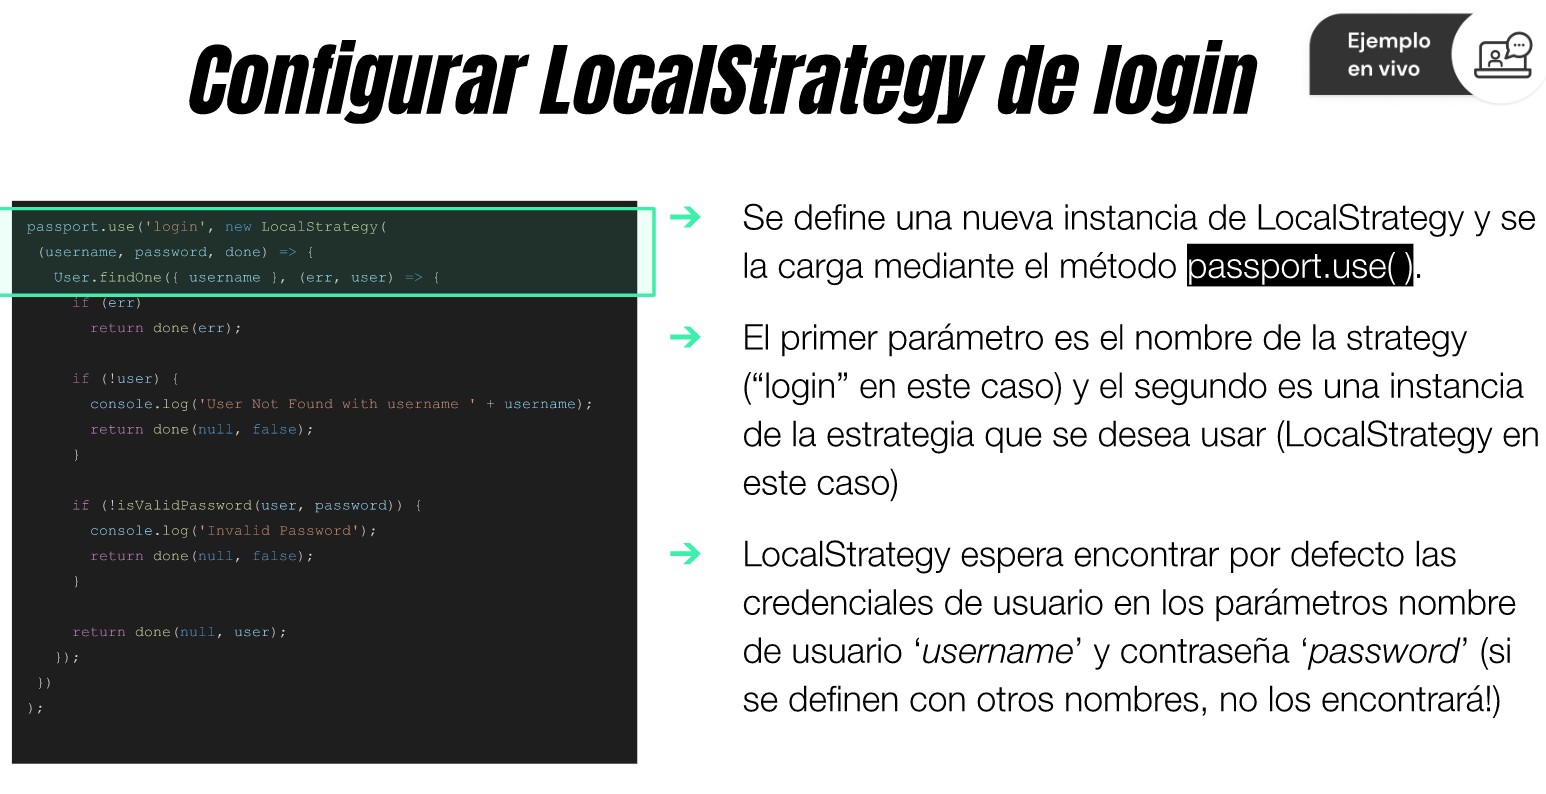 Configurar LocalStrategy de login
Ejemplo
en vivo
passport.use('login', new LocalStrategy(
(username, password, done) => {
User.findOne({ username }, (err, user) => {
if (err)
return done(err);
if (!user) {
console.log('User Not Found with username ' + username);
return done(null, false);
}
if (!isValidPassword(user, password)) {
console.log('Invalid Password');
return done(null, false);
}
return done(null, user);
});
})
);
➔ Se define una nueva instancia de LocalStrategy y se
la carga mediante el método passport.use( ).
➔ El primer parámetro es el nombre de la strategy
(“login” en este caso) y el segundo es una instancia
de la estrategia que se desea usar (LocalStrategy en
este caso)
➔ LocalStrategy espera encontrar por defecto las
credenciales de usuario en los parámetros nombre
de usuario ‘username’ y contraseña ‘password’ (si
se definen con otros nombres, no los encontrará!)